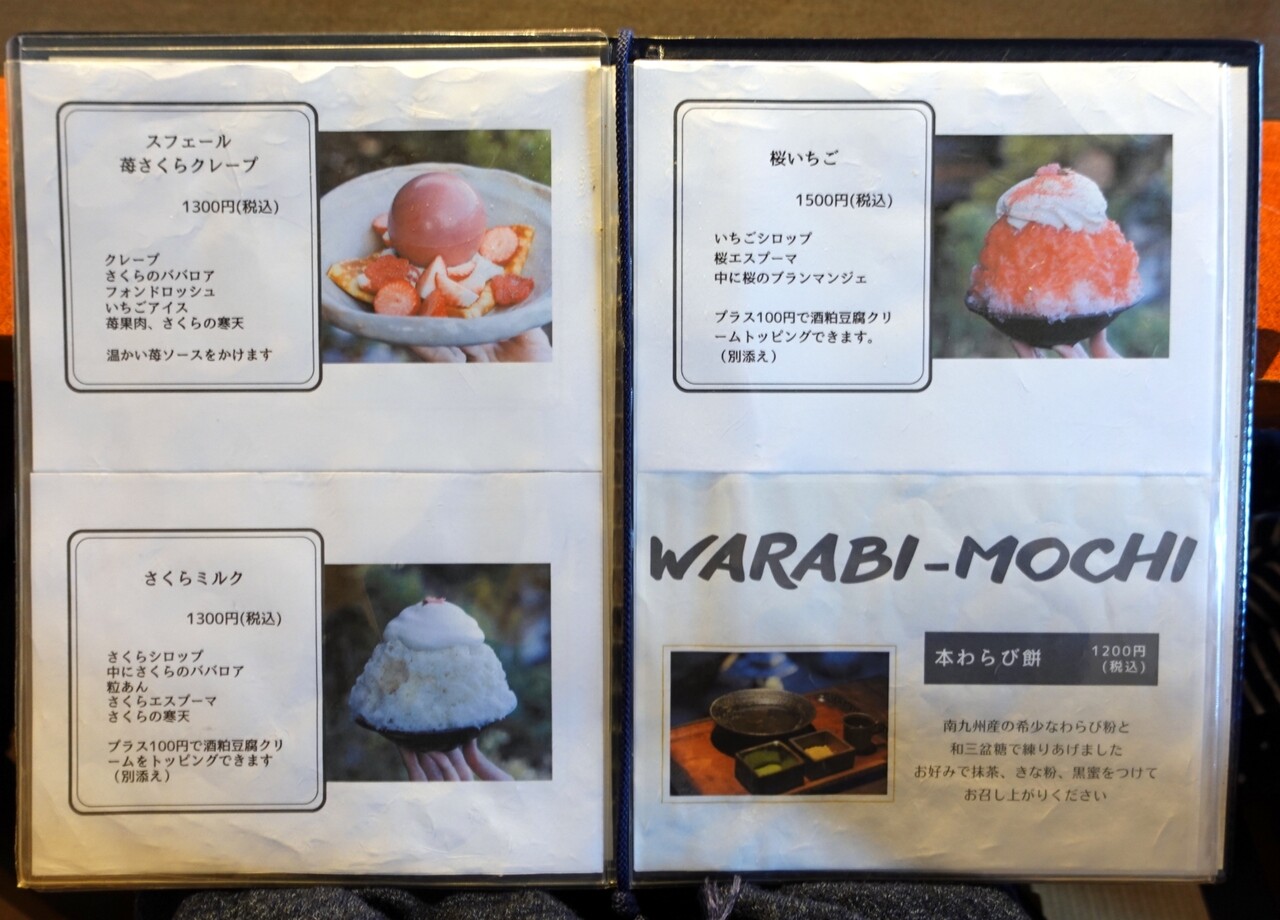 スフェール
苺さくらクレープ
1300円(税込)
クレープ
さくらのババロア
フォンドロッシュ
いちごアイス
苺果肉、さくらの寒天
温かい苺ソースをかけます
さくらミルク
1300円(税込)
さくらシロップ
中にさくらのババロア
粒あん
さくらエスプーマ
さくらの寒天
プラス100円で酒粕豆腐クリ
ームをトッピングできます
（別添え）
桜いちご
1500円(税込)
いちごシロップ
桜エスプーマ
中に桜のブランマンジェ
プラス100円で酒粕豆腐クリ
ームトッピングできます。
（別添え）
WARABI-MOCHI
本わらび餅
1200円
(税込)
南九州産の希少なわらび粉と
和三盆糖で練りあげました
お好みで抹茶、きな粉、黒蜜をつけて
お召し上がりください